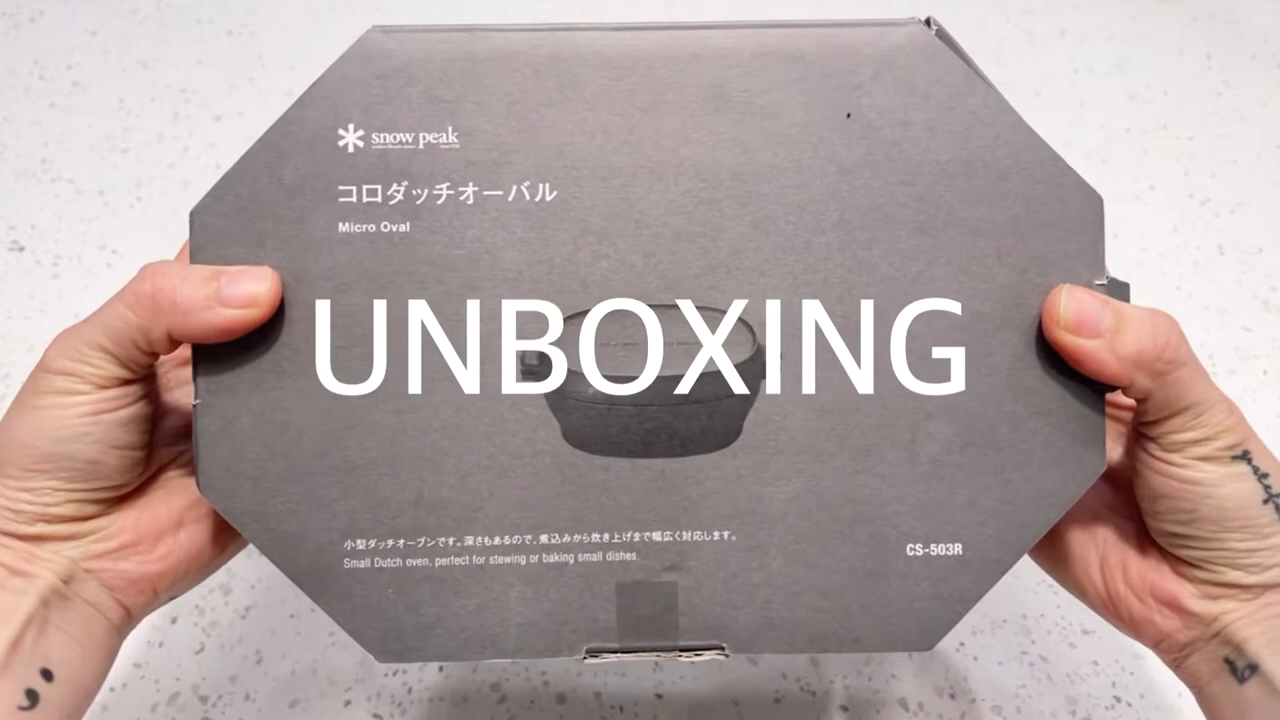 snow peak
コロダッチオーバル
Micro Oval
UNBOXING
小型ダッチオーブンです。深さもあるので、煮込みから炊き上げまで幅広く対応します。
Small Dutch oven, perfect for stewing or baking small dishes.
CS-503R